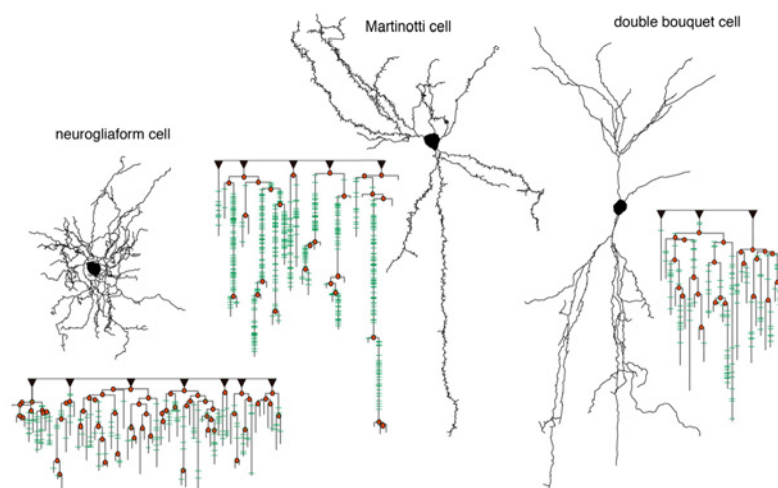 Martinotti cell
double bouquet cell
neurogliaform cell